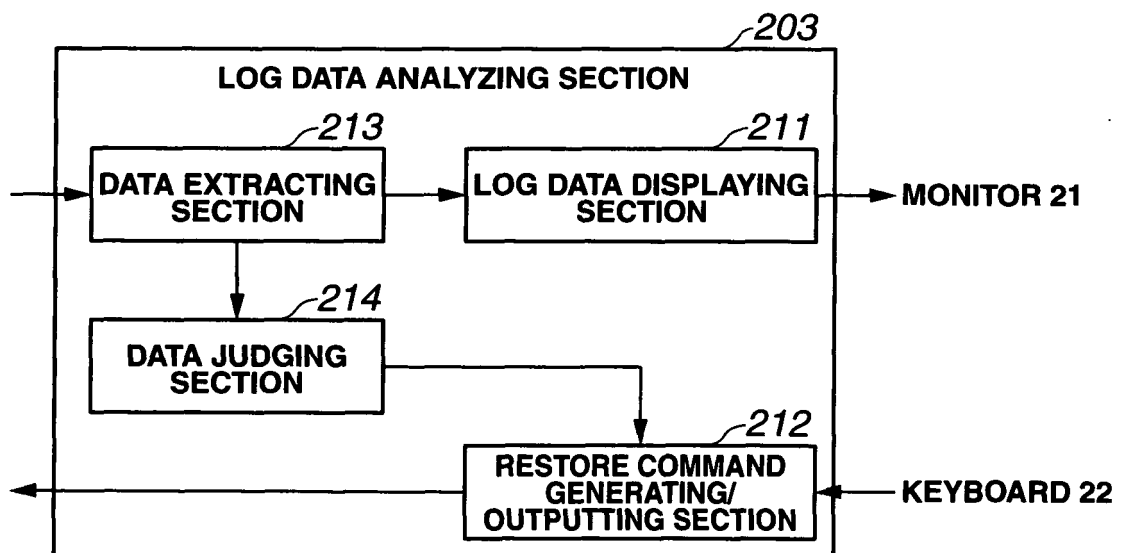 203
LOG DATA ANALYZING SECTION
213
211
DATA EXTRACTING
SECTION
LOG DATA DISPLAYING
SECTION
MONITOR 21
214
DATA JUDGING
SECTION
212
RESTORE COMMAND
GENERATING/
OUTPUTTING SECTION
KEYBOARD 22